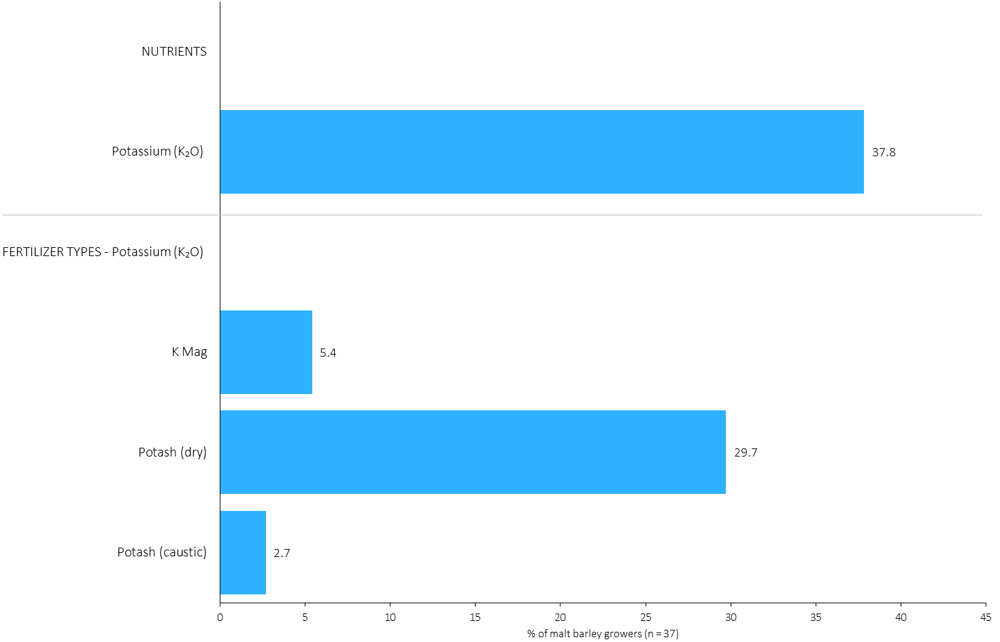 NUTRIENTS
Potassium (K₂O)
37.8
FERTILIZER TYPES - Potassium (K₂O)
K Mag
5.4
Potash (dry)
29.7
Potash (caustic)
2.7
0 5 10 15 20 25 30 35 40 45
% of malt barley growers (n = 37)